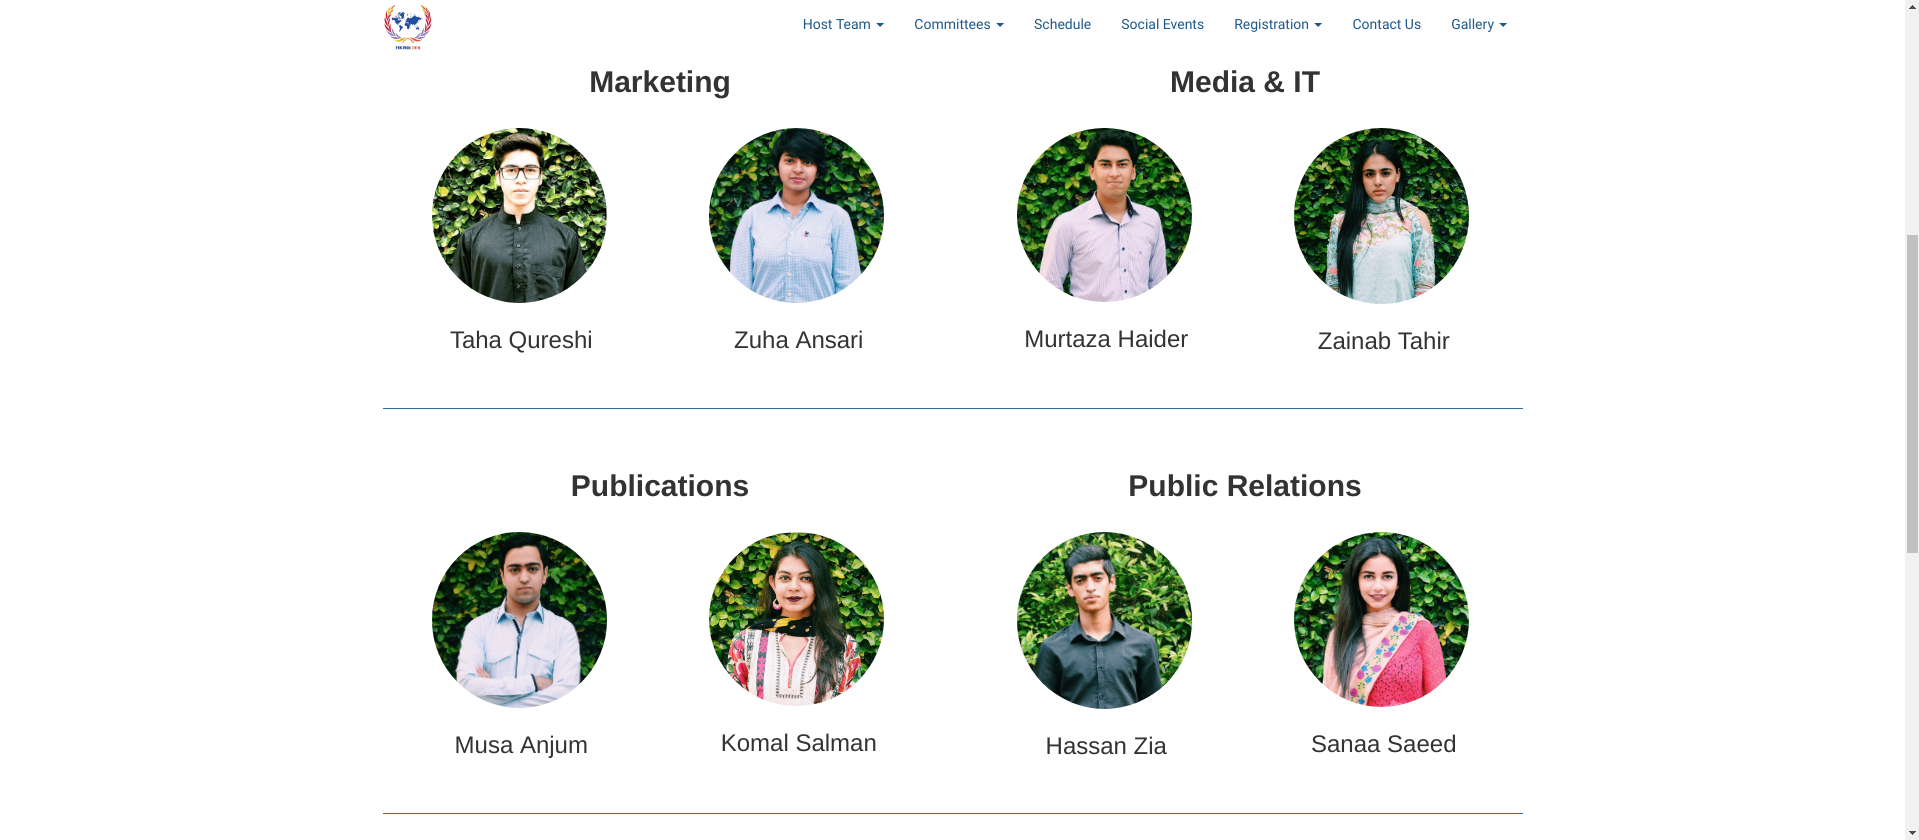 Host Team
Committees
Schedule
Social Events
Registration
Contact Us
Gallery
Marketing
Media & IT
Taha Qureshi
Zuha Ansari
Murtaza Haider
Zainab Tahir
Publications
Public Relations
Musa Anjum
Komal Salman
Hassan Zia
Sanaa Saeed